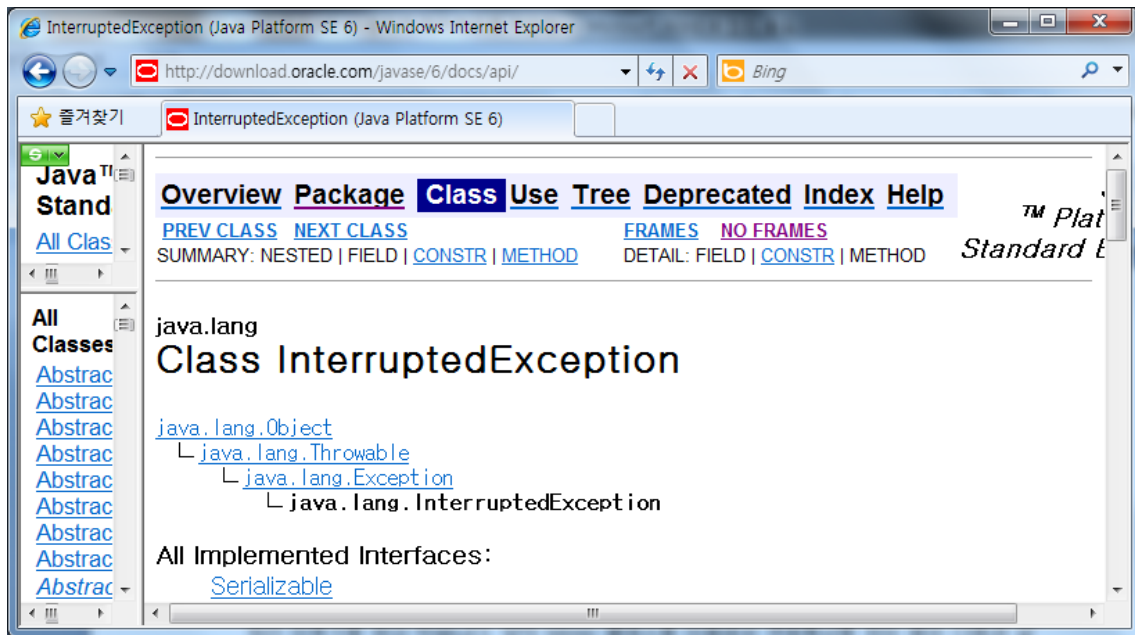 InterruptedException (Java Platform SE 6) - Windows Internet Explorer
http://download.oracle.com/javase/6/docs/api/
Bing
즐겨찾기
InterruptedException (Java Platform SE 6)
Java™
Stand
All Clas
All
Classes
Abstrac
Abstrac
Abstrac
Abstrac
Abstrac
Abstrac
Abstrac
Abstrac
Abstrac
Overview Package Class Use Tree Deprecated Index Help
PREV CLASS NEXT CLASS
FRAMES NO FRAMES
SUMMARY: NESTED | FIELD | CONSTR | METHOD
DETAIL: FIELD | CONSTR | METHOD
™ Plat
Standard E
java.lang
Class InterruptedException
java.lang.Object
java.lang.Throwable
java.lang.Exception
java.lang.InterruptedException
All Implemented Interfaces:
Serializable